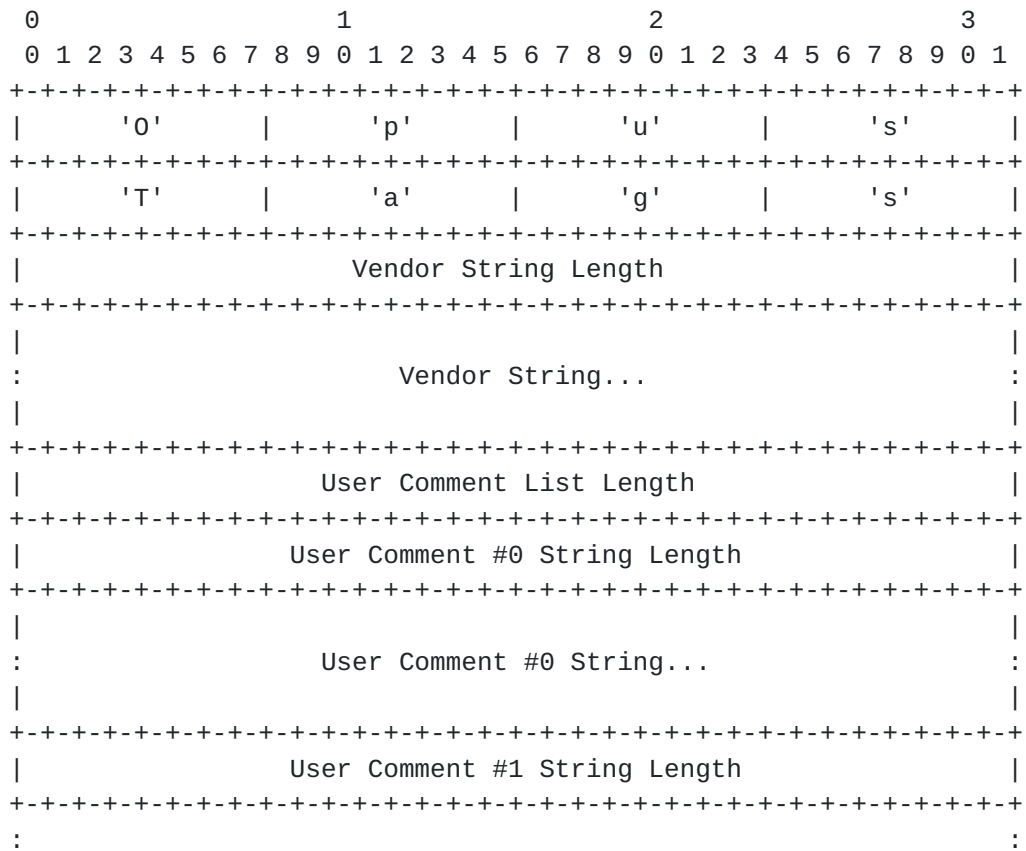 0                   1                   2                   3
 0 1 2 3 4 5 6 7 8 9 0 1 2 3 4 5 6 7 8 9 0 1 2 3 4 5 6 7 8 9 0 1
+-+-+-+-+-+-+-+-+-+-+-+-+-+-+-+-+-+-+-+-+-+-+-+-+-+-+-+-+-+-+-+-+
|      'O'      |      'p'      |      'u'      |      's'      |
+-+-+-+-+-+-+-+-+-+-+-+-+-+-+-+-+-+-+-+-+-+-+-+-+-+-+-+-+-+-+-+-+
|      'T'      |      'a'      |      'g'      |      's'      |
+-+-+-+-+-+-+-+-+-+-+-+-+-+-+-+-+-+-+-+-+-+-+-+-+-+-+-+-+-+-+-+-+
|                     Vendor String Length                      |
+-+-+-+-+-+-+-+-+-+-+-+-+-+-+-+-+-+-+-+-+-+-+-+-+-+-+-+-+-+-+-+-+
|                                                               |
:                        Vendor String...                       :
|                                                               |
+-+-+-+-+-+-+-+-+-+-+-+-+-+-+-+-+-+-+-+-+-+-+-+-+-+-+-+-+-+-+-+-+
|                   User Comment List Length                    |
+-+-+-+-+-+-+-+-+-+-+-+-+-+-+-+-+-+-+-+-+-+-+-+-+-+-+-+-+-+-+-+-+
|                 User Comment #0 String Length                 |
+-+-+-+-+-+-+-+-+-+-+-+-+-+-+-+-+-+-+-+-+-+-+-+-+-+-+-+-+-+-+-+-+
|                                                               |
:                   User Comment #0 String...                   :
|                                                               |
+-+-+-+-+-+-+-+-+-+-+-+-+-+-+-+-+-+-+-+-+-+-+-+-+-+-+-+-+-+-+-+-+
|                 User Comment #1 String Length                 |
+-+-+-+-+-+-+-+-+-+-+-+-+-+-+-+-+-+-+-+-+-+-+-+-+-+-+-+-+-+-+-+-+
:                                                               :